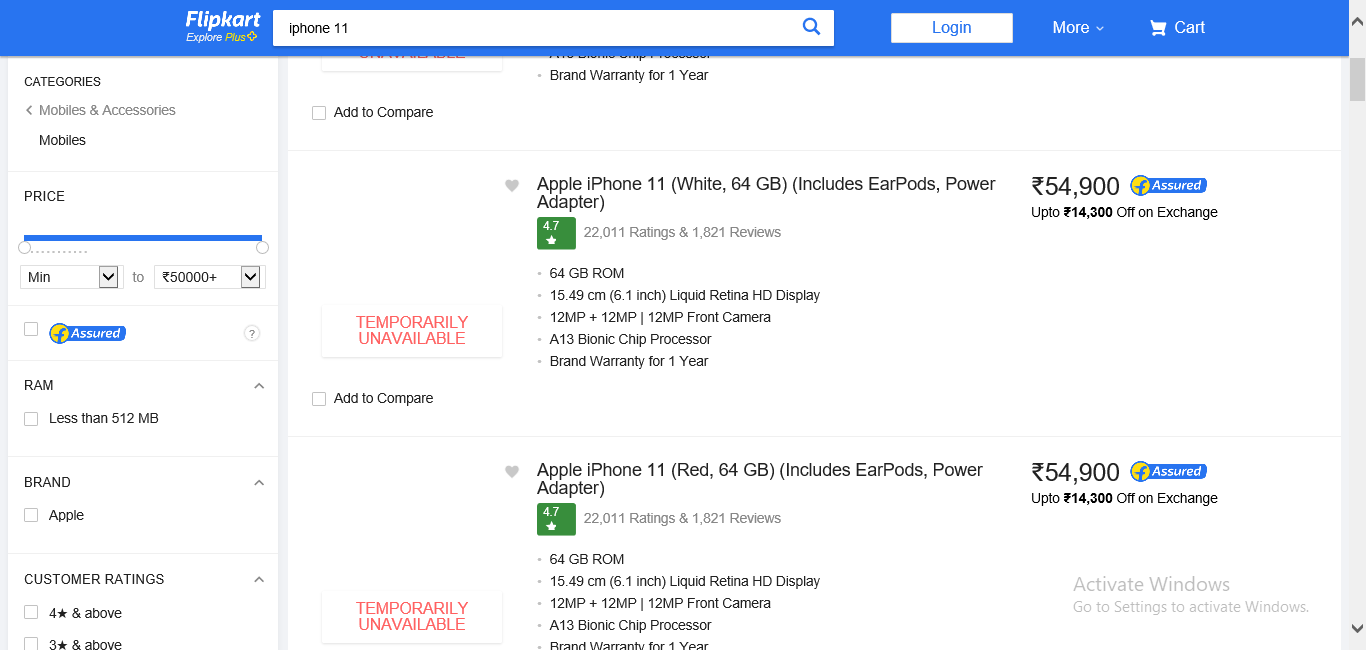 Flipkart
Explore Plus
iphone 11
Login
More
Cart
CATEGORIES
Mobiles & Accessories
Mobiles
PRICE
Min
to
₹50000+
Assured
?
RAM
Less than 512 MB
BRAND
Apple
CUSTOMER RATINGS
4★ & above
3★ & above
UNAVAILABLE
A13 Bionic Chip Processor
Brand Warranty for 1 Year
Add to Compare
Apple iPhone 11 (White, 64 GB) (Includes EarPods, Power
Adapter)
4.7
★
22,011 Ratings & 1,821 Reviews
64 GB ROM
15.49 cm (6.1 inch) Liquid Retina HD Display
12MP + 12MP | 12MP Front Camera
A13 Bionic Chip Processor
Brand Warranty for 1 Year
TEMPORARILY
UNAVAILABLE
Add to Compare
₹54,900
Assured
Upto ₹14,300 Off on Exchange
Apple iPhone 11 (Red, 64 GB) (Includes EarPods, Power
Adapter)
4.7
★
22,011 Ratings & 1,821 Reviews
64 GB ROM
15.49 cm (6.1 inch) Liquid Retina HD Display
12MP + 12MP | 12MP Front Camera
A13 Bionic Chip Processor
Brand Warranty for 1 Year
TEMPORARILY
UNAVAILABLE
₹54,900
Assured
Upto ₹14,300 Off on Exchange
Activate Windows
Go to Settings to activate Windows.